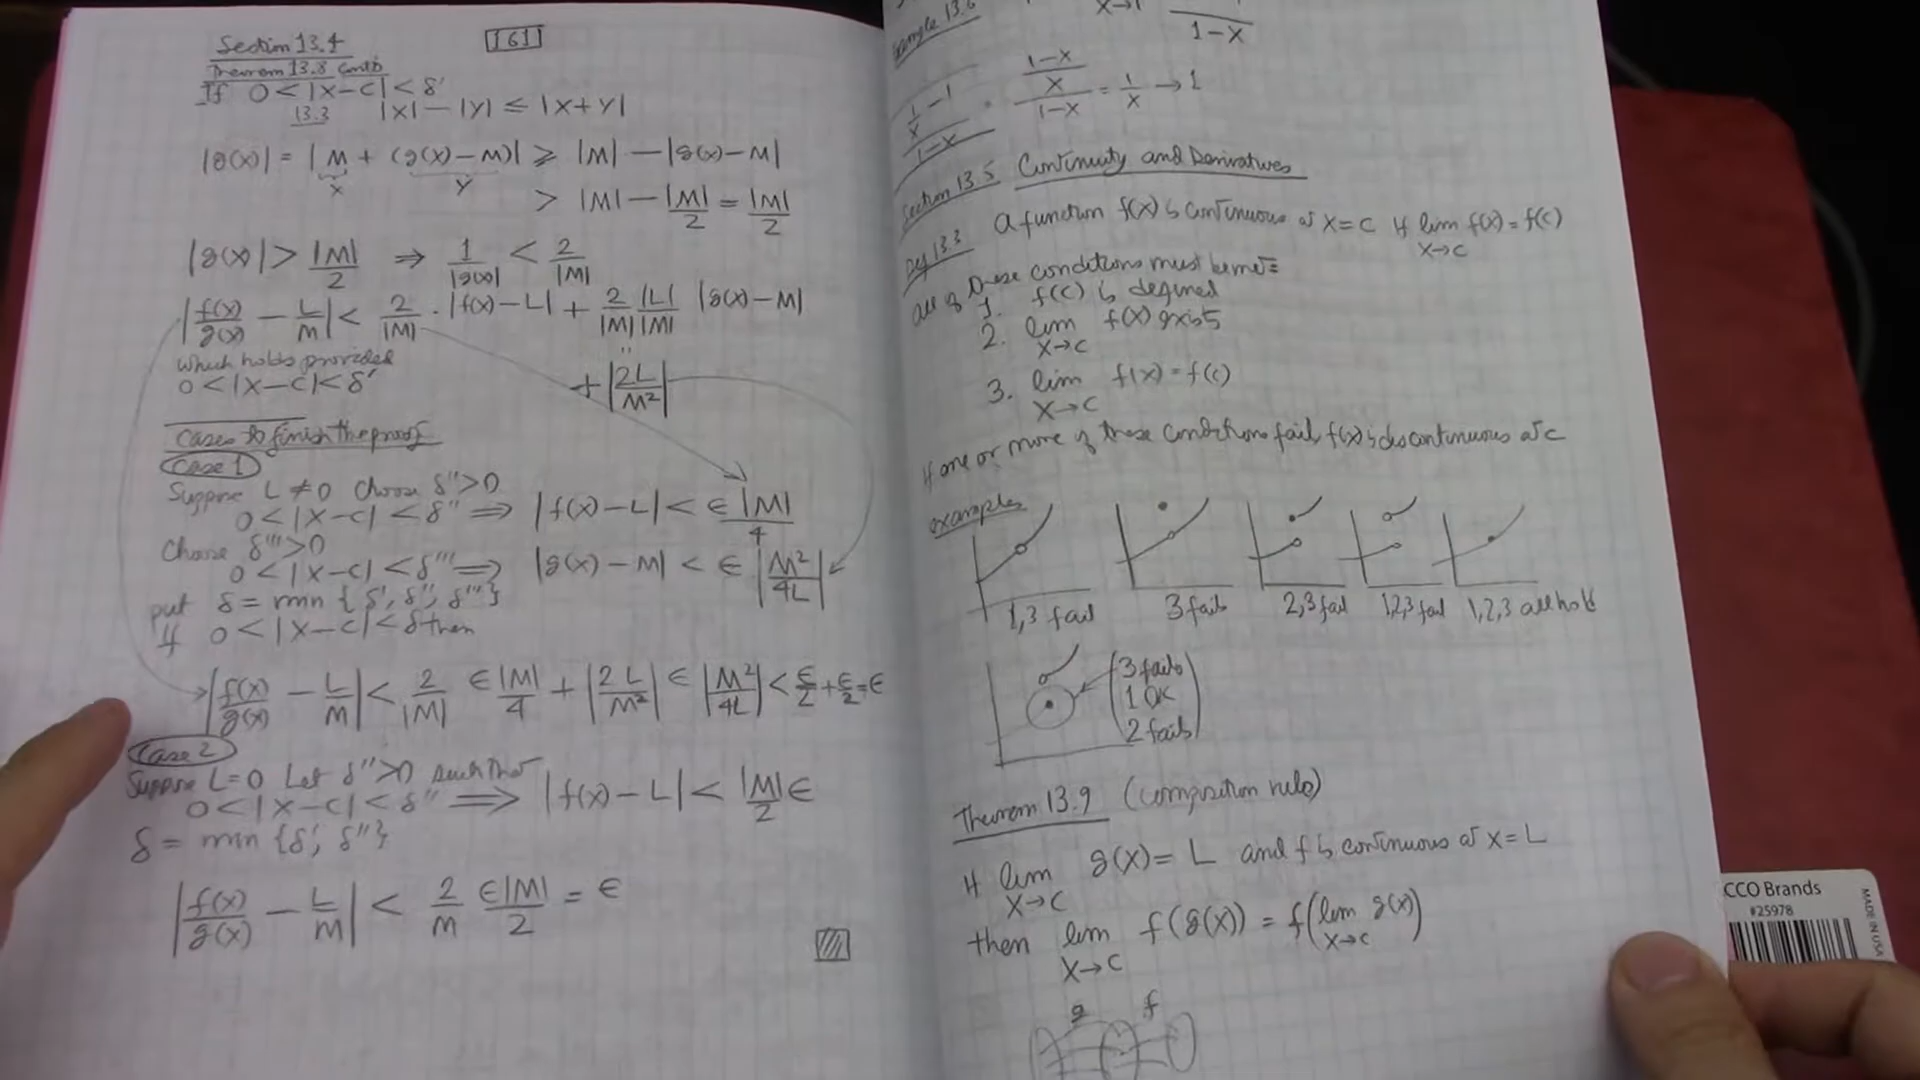 Section 13.4
161
Theorem 13.8 contd
If 0 < |x-c| < δ'
13.3 |x| - |y| ≤ |x+y|
|g(x)| = |M + (g(x)-M)| ≥ |M| - |g(x)-M|
x y
> |M| - |M|/2 = |M|/2
|g(x)| > |M|/2 ⇒ 1/|g(x)| < 2/|M|
|f(x)/g(x) - L/M| < 2/|M| · |f(x)-L| + 2/|M| |L|/|M| |g(x)-M|
which holds provided
0 < |x-c| < δ'
+ |2L/M²|
Cases to finish the proof
Case 1
Suppose L ≠ 0 Choose δ'' > 0
0 < |x-c| < δ'' ⇒ |f(x)-L| < ε|M|/4
Choose δ''' > 0
0 < |x-c| < δ''' ⇒ |g(x)-M| < ε |M²/4L|
put δ = min {δ', δ'', δ'''}
If 0 < |x-c| < δ then
|f(x)/g(x) - L/M| < 2/|M| ε|M|/4 + |2L/M²| ε |M²/4L| < ε/2 + ε/2 = ε
Case 2
Suppose L=0 Let δ'' > 0 such that
0 < |x-c| < δ'' ⇒ |f(x)-L| < |M|/2 ε
δ = min {δ', δ''}
|f(x)/g(x) - L/M| < 2/M ε|M|/2 = ε
Example 13.6
x→1
1-x
(1/x - 1)/(1-x) = ((1-x)/x)/(1-x) = 1/x → 1
Section 13.5 Continuity and Derivatives
Def 13.3 A function f(x) is continuous at x=c if lim x→c f(x) = f(c)
All of these conditions must be met:
1. f(c) is defined
2. lim x→c f(x) exists
3. lim x→c f(x) = f(c)
If one or more of these conditions fail f(x) is discontinuous at c
examples
1,3 fail 3 fails 2,3 fail 1,2,3 fail 1,2,3 all hold
3 fails
1 OK
2 fails
Theorem 13.9 (composition rule)
If lim x→c g(x) = L and f is continuous at x=L
then lim x→c f(g(x)) = f(lim x→c g(x))
g f
CCO Brands
#25978
MADE IN USA